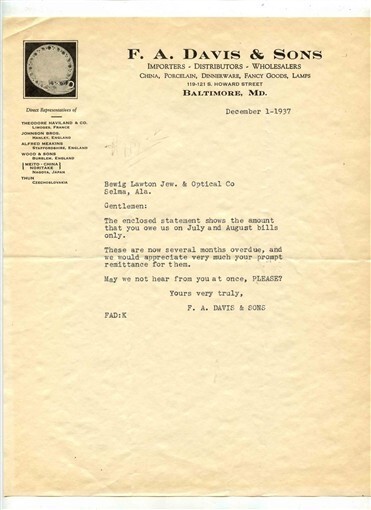 F. A. DAVIS & SONS
IMPORTERS - DISTRIBUTORS - WHOLESALERS
CHINA, PORCELAIN, DINNERWARE, FANCY GOODS, LAMPS
119-121 S. HOWARD STREET
BALTIMORE, MD.
Direct Representatives of
THEODORE HAVILAND & CO.
LIMOGES, FRANCE
JOHNSON BROS.
HANLEY, ENGLAND
ALFRED MEAKINS
STAFFORDSHIRE, ENGLAND
WOOD & SONS
BURSLEM, ENGLAND
MEITO - CHINA
NORITAKE
NAGOYA, JAPAN
THUN
CZECHOSLOVAKIA
December 1-1937
Bewig Lawton Jew. & Optical Co
Selma, Ala.
Gentlemen:
The enclosed statement shows the amount
that you owe us on July and August bills
only.
These are now several months overdue, and
we would appreciate very much your prompt
remittance for them.
May we not hear from you at once, PLEASE?
Yours very truly,
F. A. DAVIS & SONS
FAD:K